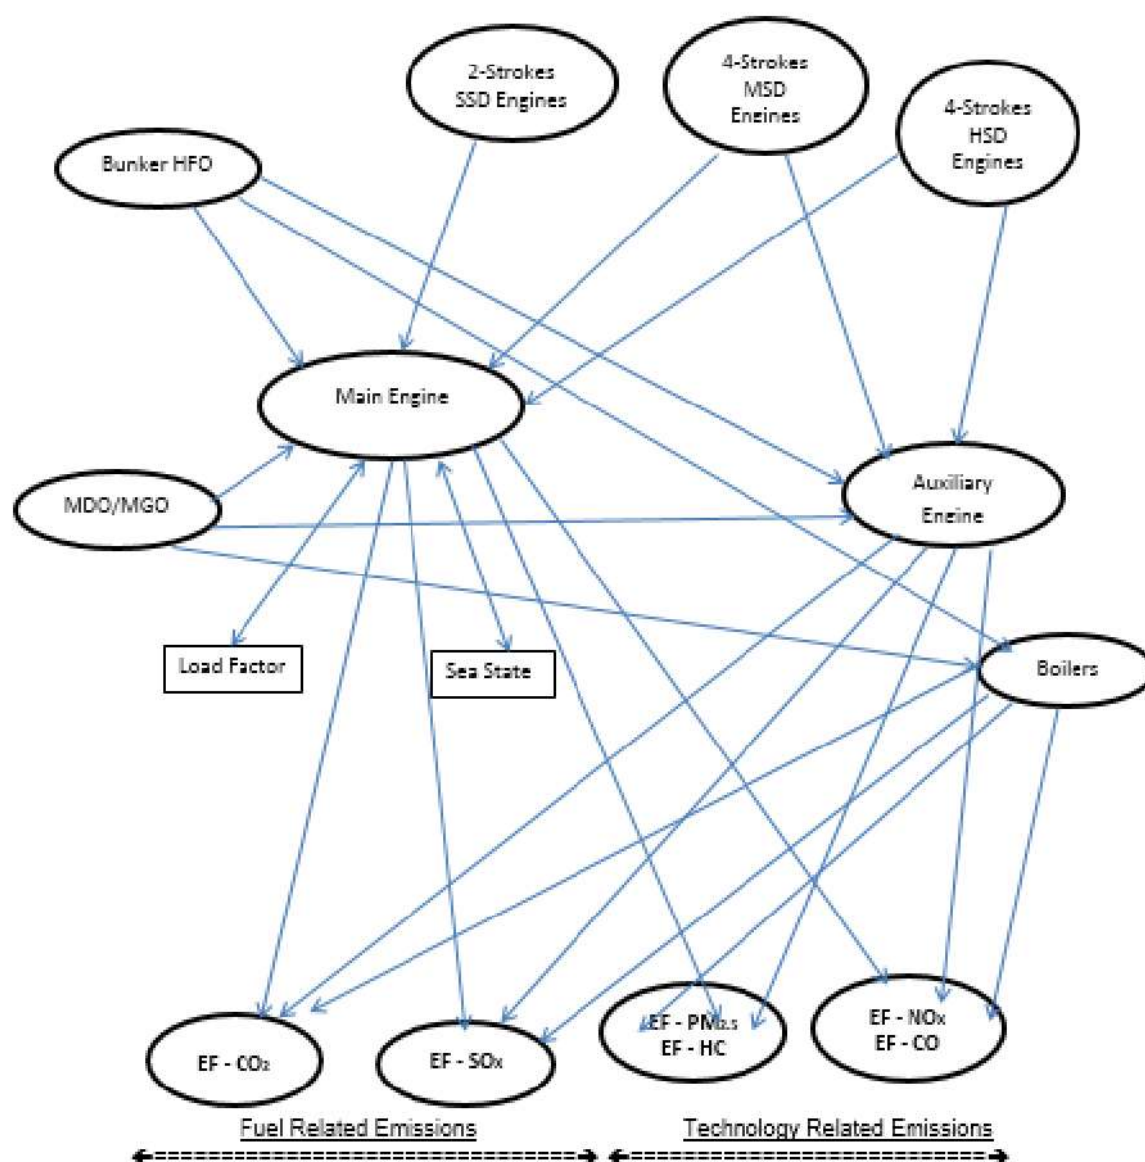 2-Strokes
SSD Engines
4-Strokes
MSD
Engines
4-Strokes
HSD
Engines
Bunker HFO
Main Engine
MDO/MGO
Auxiliary
Engine
Load Factor
Sea State
Boilers
EF - CO₂
EF - SOx
EF - PM₂.₅
EF - HC
EF - NOx
EF - CO
Fuel Related Emissions
Technology Related Emissions